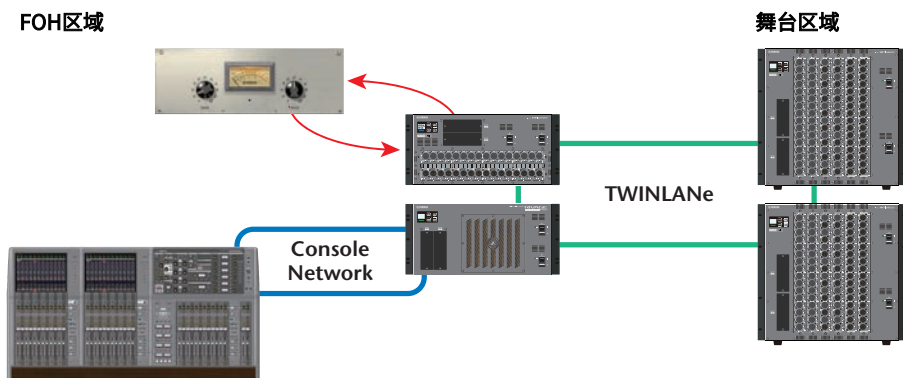 FOH区域
舞台区域
TWINLANe
Console
Network